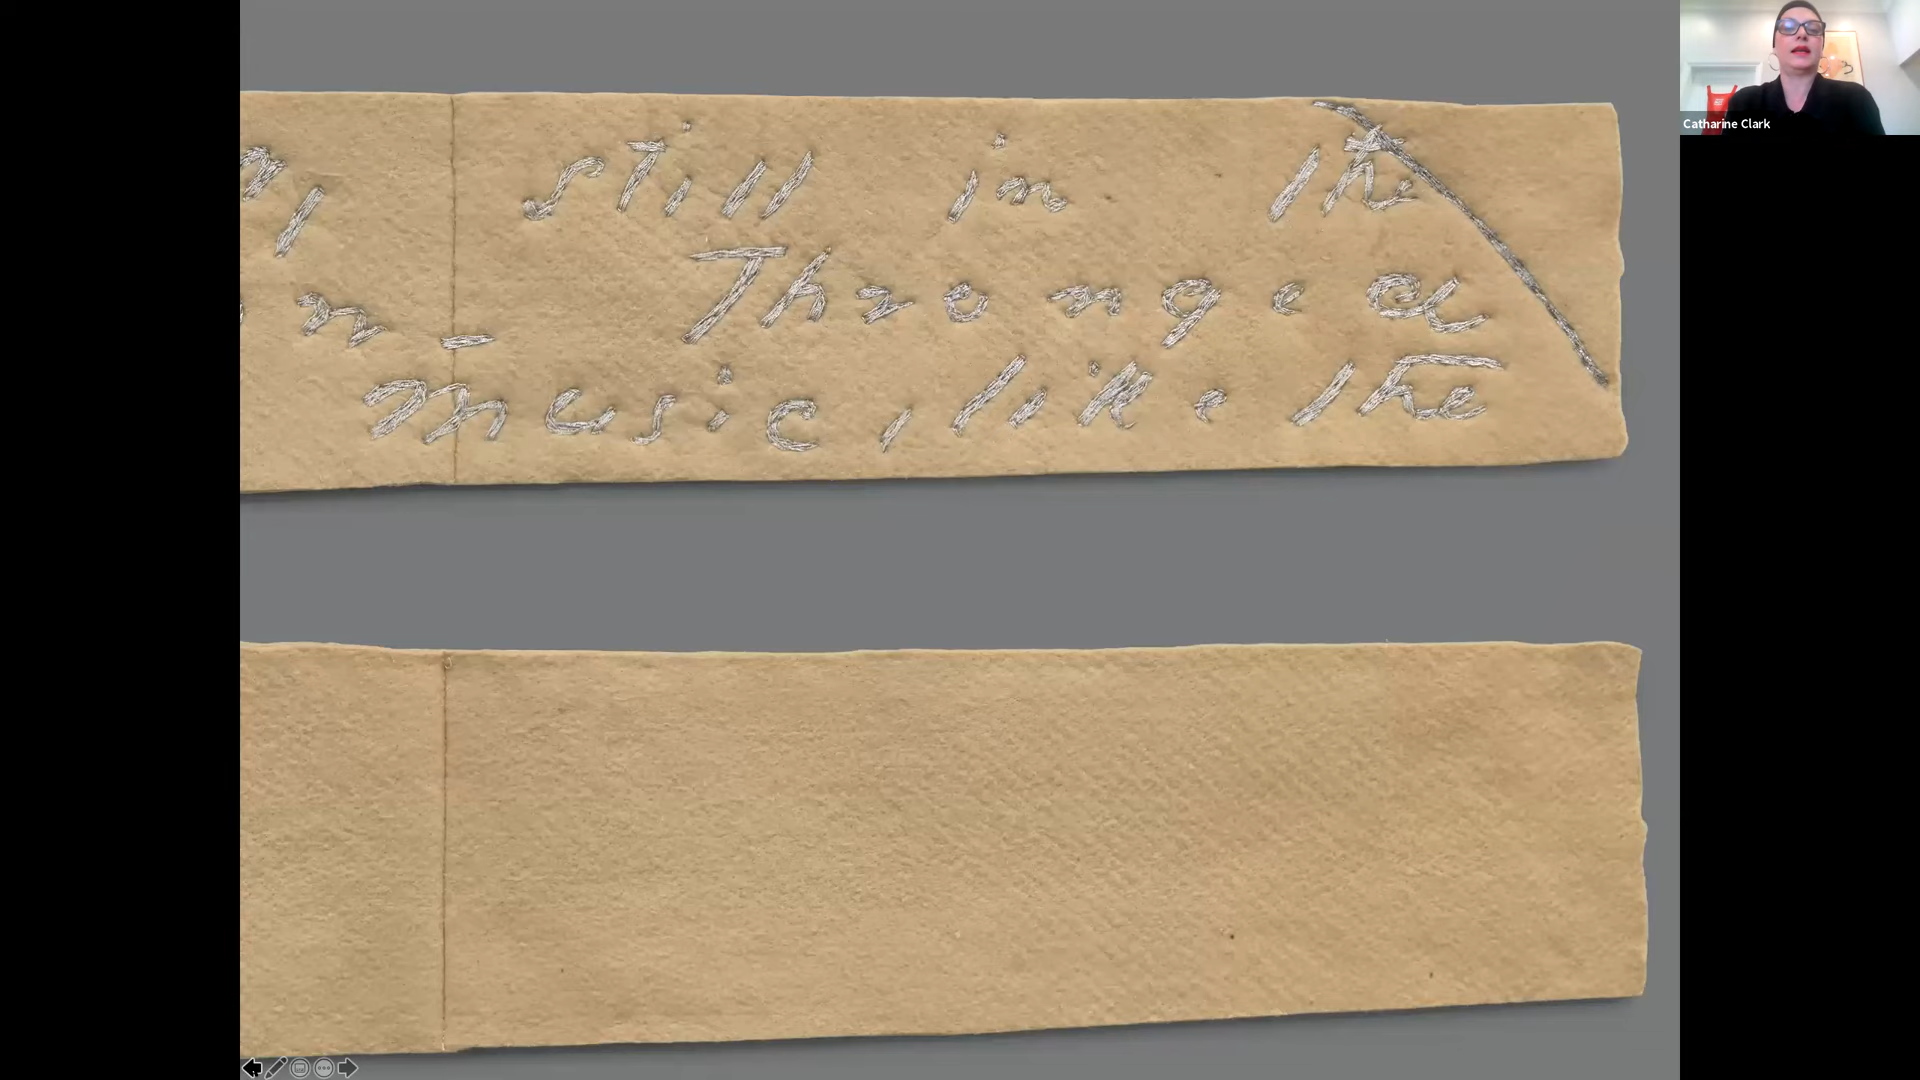 still in the
Thronged
music, like the
Catharine Clark